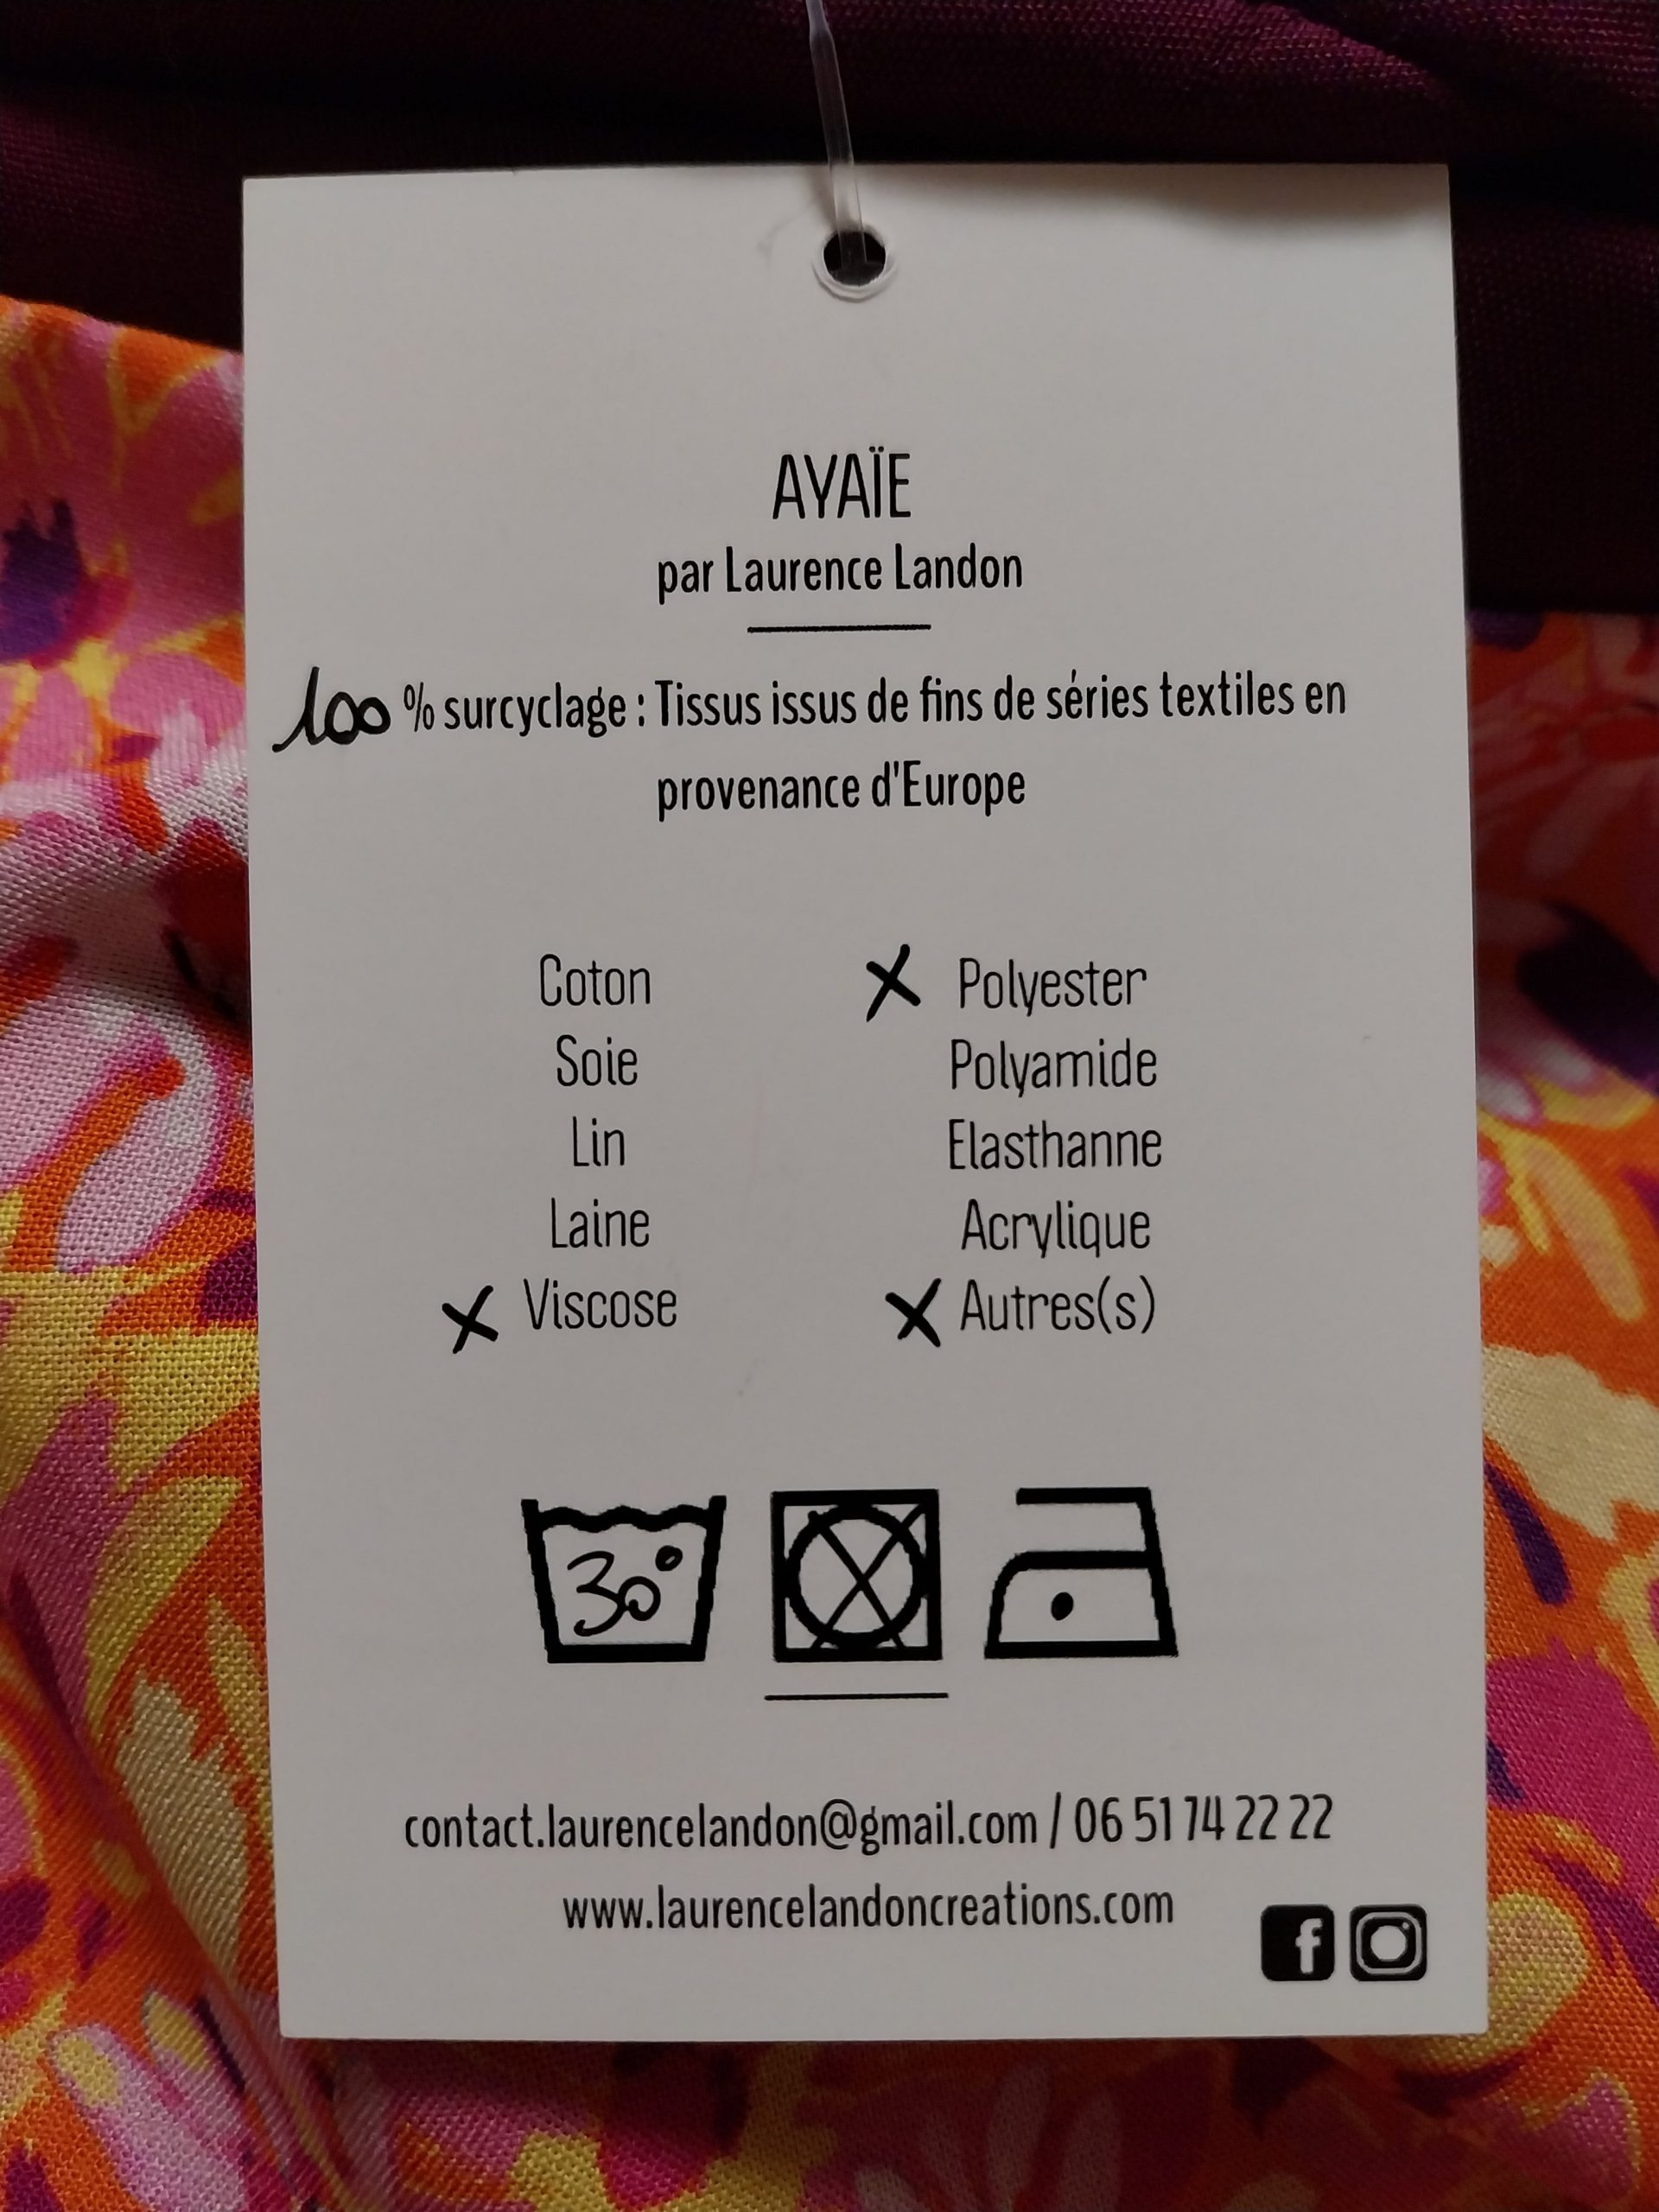 AYAÏE
par Laurence Landon
100 % surcyclage : Tissus issus de fins de séries textiles en
provenance d'Europe
Coton X Polyester
Soie Polyamide
Lin Elasthanne
Laine Acrylique
X Viscose X Autres(s)
30°
contact.laurencelandon@gmail.com / 06 51 74 22 22
www.laurencelandoncreations.com